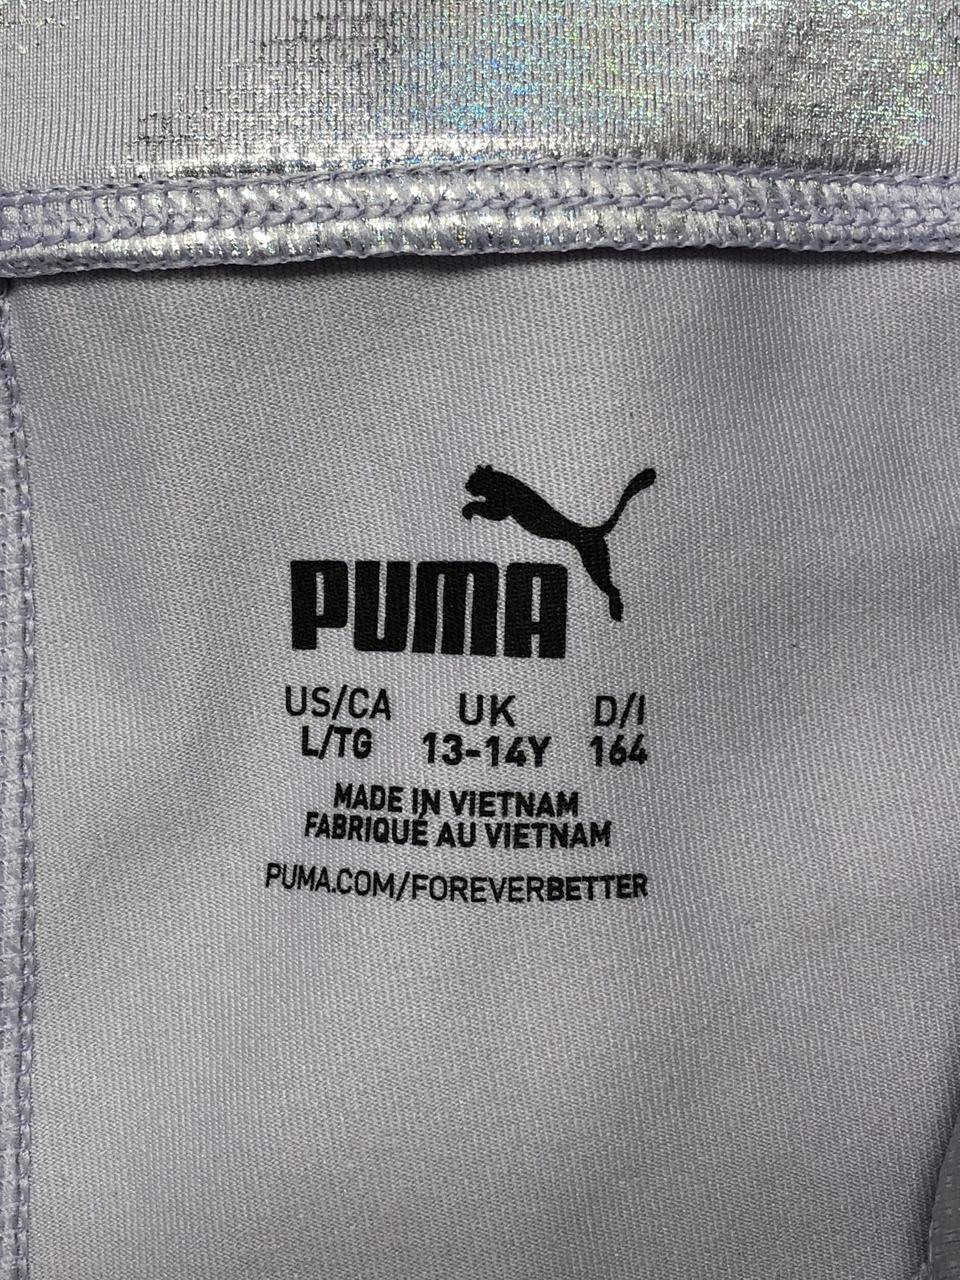 PUMA
US/CA UK D/I
L/TG 13-14Y 164
MADE IN VIETNAM
FABRIQUÉ AU VIETNAM
PUMA.COM/FOREVERBETTER